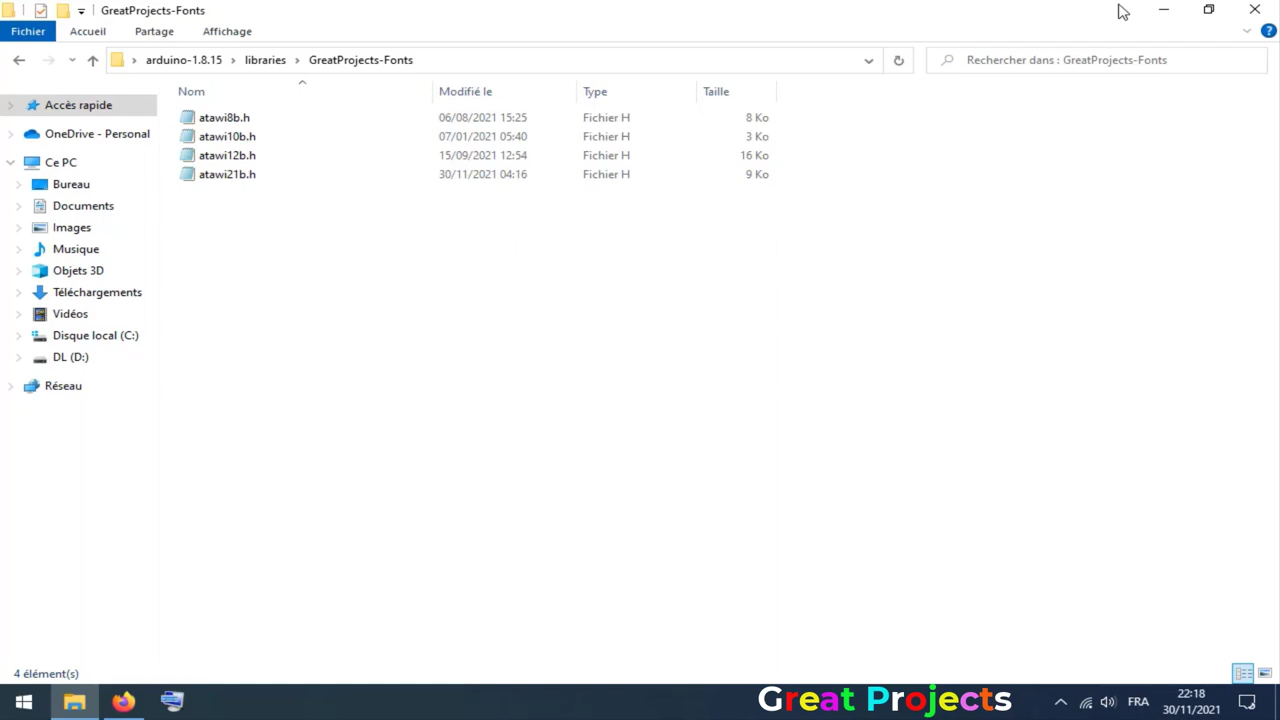 GreatProjects-Fonts
Fichier Accueil Partage Affichage
arduino-1.8.15 libraries GreatProjects-Fonts Rechercher dans : GreatProjects-Fonts
Nom Modifié le Type Taille
Accès rapide
OneDrive - Personal
Ce PC
Bureau
Documents
Images
Musique
Objets 3D
Téléchargements
Vidéos
Disque local (C:)
DL (D:)
Réseau
atawi8b.h 06/08/2021 15:25 Fichier H 8 Ko
atawi10b.h 07/01/2021 05:40 Fichier H 3 Ko
atawi12b.h 15/09/2021 12:54 Fichier H 16 Ko
atawi21b.h 30/11/2021 04:16 Fichier H 9 Ko
4 élément(s)
Great Projects
FRA
22:18
30/11/2021